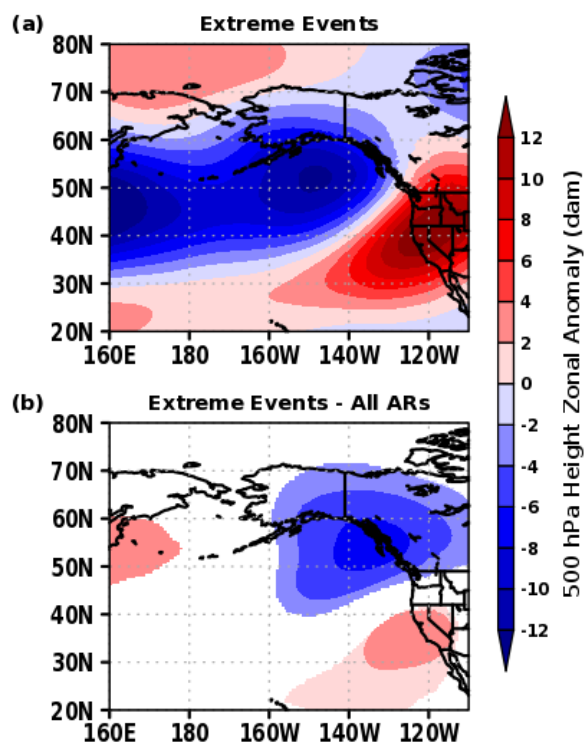 (a) Extreme Events
80N
70N
60N
50N
40N
30N
20N
160E 180 160W 140W 120W
(b) Extreme Events - All ARs
80N
70N
60N
50N
40N
30N
20N
160E 180 160W 140W 120W
12
10
8
6
4
2
0
-2
-4
-6
-8
-10
-12
500 hPa Height Zonal Anomaly (dam)